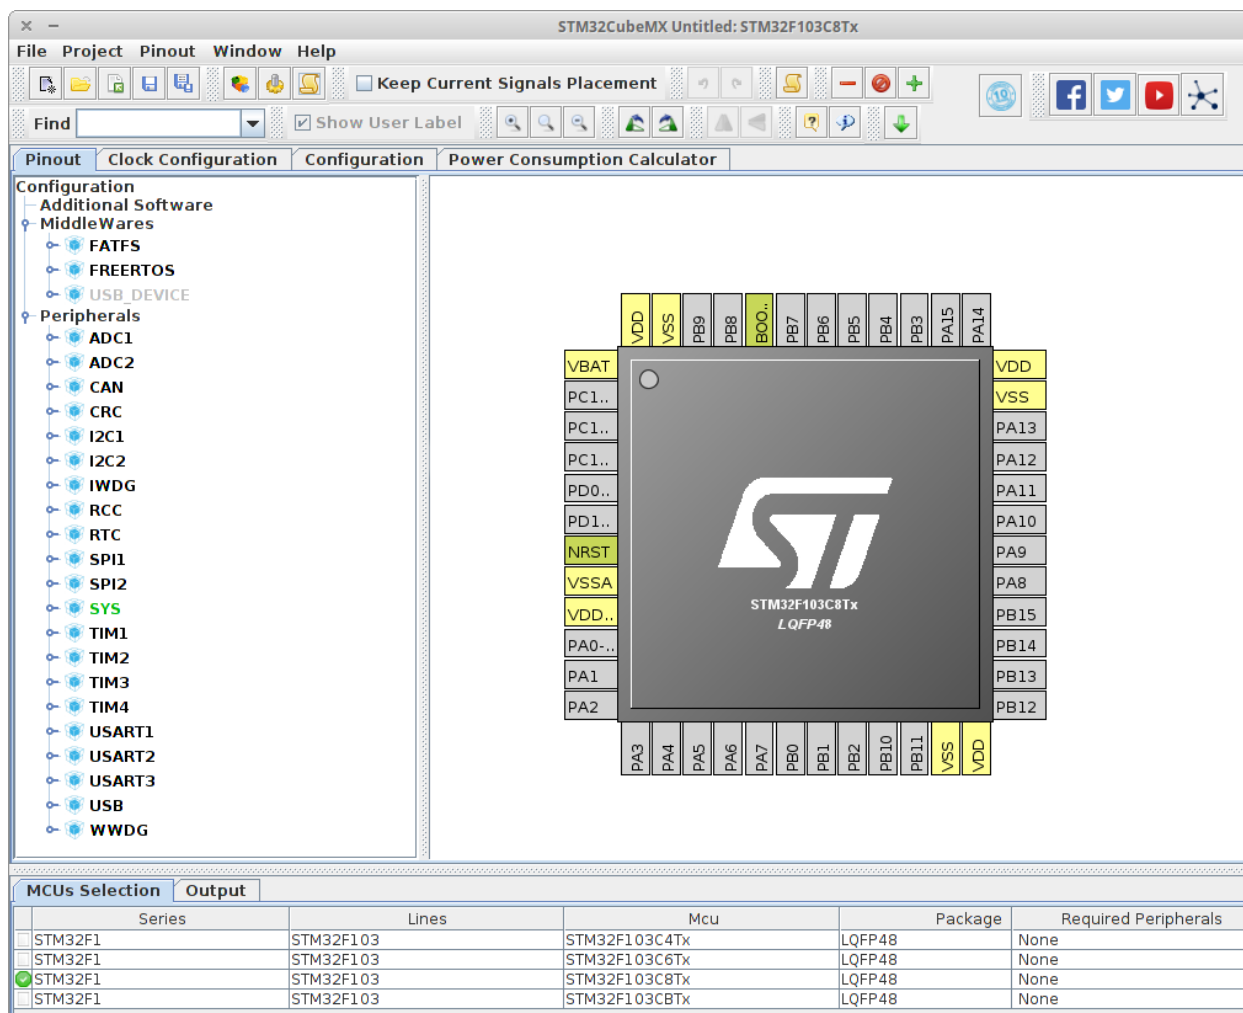 STM32CubeMX Untitled: STM32F103C8Tx
File Project Pinout Window Help
Keep Current Signals Placement
Find Show User Label
Pinout Clock Configuration Configuration Power Consumption Calculator
Configuration
Additional Software
MiddleWares
FATFS
FREERTOS
USB_DEVICE
Peripherals
ADC1
ADC2
CAN
CRC
I2C1
I2C2
IWDG
RCC
RTC
SPI1
SPI2
SYS
TIM1
TIM2
TIM3
TIM4
USART1
USART2
USART3
USB
WWDG
VDD VSS PB9 PB8 BOO.. PB7 PB6 PB5 PB4 PB3 PA15 PA14
VBAT VDD
PC1.. VSS
PC1.. PA13
PC1.. PA12
PD0.. PA11
PD1.. PA10
NRST PA9
VSSA PA8
VDD.. PB15
PA0-.. PB14
PA1 PB13
PA2 PB12
STM32F103C8Tx
LQFP48
PA3 PA4 PA5 PA6 PA7 PB0 PB1 PB2 PB10 PB11 VSS VDD
MCUs Selection Output
Series Lines Mcu Package Required Peripherals
STM32F1 STM32F103 STM32F103C4Tx LQFP48 None
STM32F1 STM32F103 STM32F103C6Tx LQFP48 None
STM32F1 STM32F103 STM32F103C8Tx LQFP48 None
STM32F1 STM32F103 STM32F103CBTx LQFP48 None